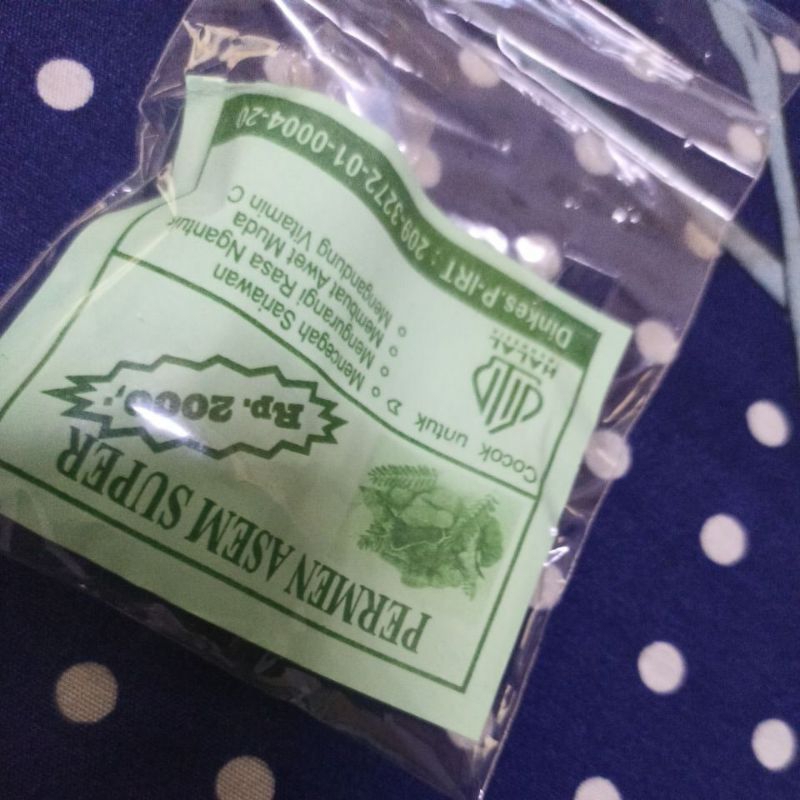 PERMEN ASEM SUPER
Rp. 2000,-
Cocok untuk
Mencegah Sariawan
Mengurangi Rasa Ngantuk
Membuat Awet Muda
Mengandung Vitamin C
HALAL
Dinkes.P-IRT : 209-3272-01-0004-20